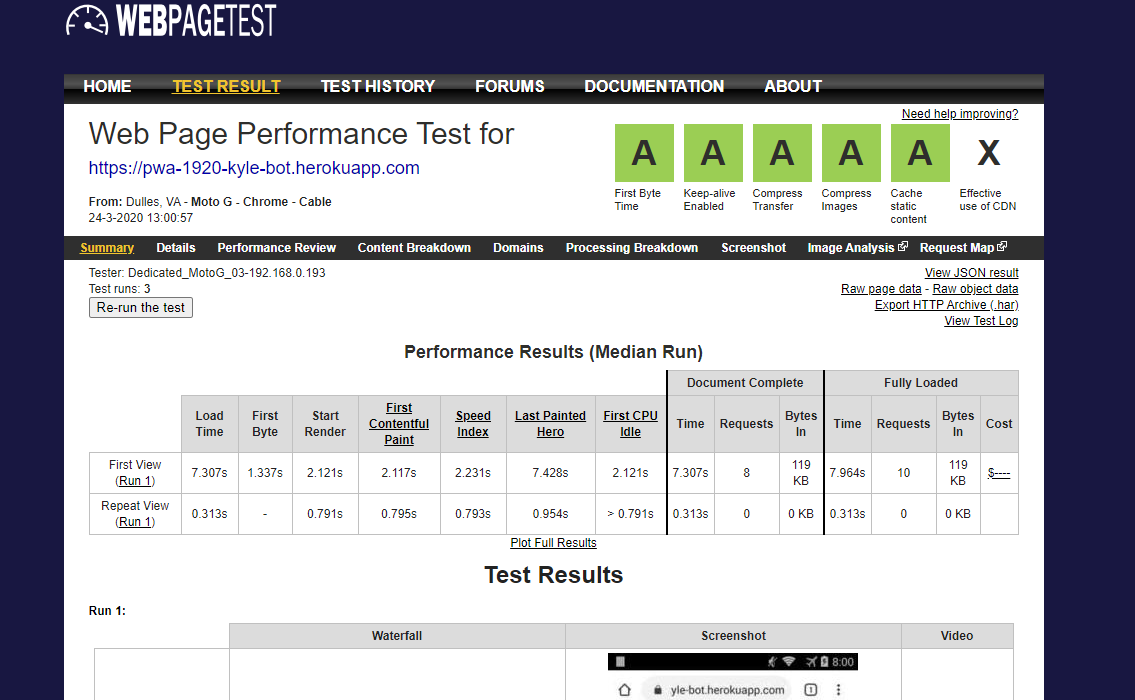 WEBPAGETEST
HOME TEST RESULT TEST HISTORY FORUMS DOCUMENTATION ABOUT
Need help improving?
Web Page Performance Test for
https://pwa-1920-kyle-bot.herokuapp.com
From: Dulles, VA - Moto G - Chrome - Cable
24-3-2020 13:00:57
A A A A A X
First Byte Time
Keep-alive Enabled
Compress Transfer
Compress Images
Cache static content
Effective use of CDN
Summary Details Performance Review Content Breakdown Domains Processing Breakdown Screenshot Image Analysis Request Map
Tester: Dedicated_MotoG_03-192.168.0.193
Test runs: 3
Re-run the test
View JSON result
Raw page data - Raw object data
Export HTTP Archive (.har)
View Test Log
Performance Results (Median Run)
Document Complete Fully Loaded
Load Time First Byte Start Render First Contentful Paint Speed Index Last Painted Hero First CPU Idle Time Requests Bytes In Time Requests Bytes In Cost
First View (Run 1) 7.307s 1.337s 2.121s 2.117s 2.231s 7.428s 2.121s 7.307s 8 119 KB 7.964s 10 119 KB $----
Repeat View (Run 1) 0.313s - 0.791s 0.795s 0.793s 0.954s > 0.791s 0.313s 0 0 KB 0.313s 0 0 KB
Plot Full Results
Test Results
Run 1:
Waterfall Screenshot Video
8:00
yle-bot.herokuapp.com 1